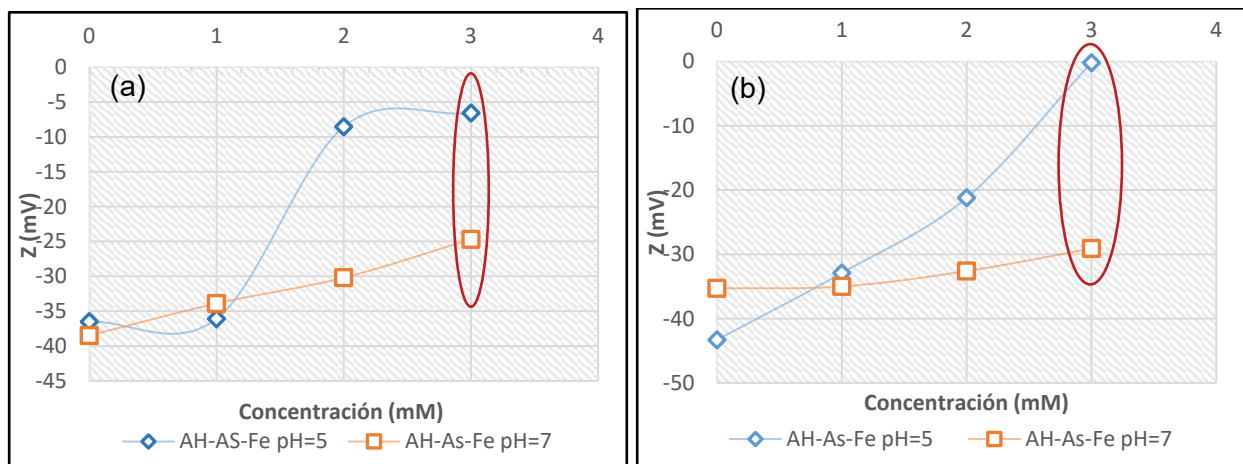 0 1 2 3 4
(a)
0
-5
-10
-15
-20
-25
-30
-35
-40
-45
Z (mV)
Concentración (mM)
AH-AS-Fe pH=5 AH-As-Fe pH=7
0 1 2 3 4
(b)
0
-10
-20
-30
-40
-50
Z (mV)
Concentración (mM)
AH-As-Fe pH=5 AH-As-Fe pH=7